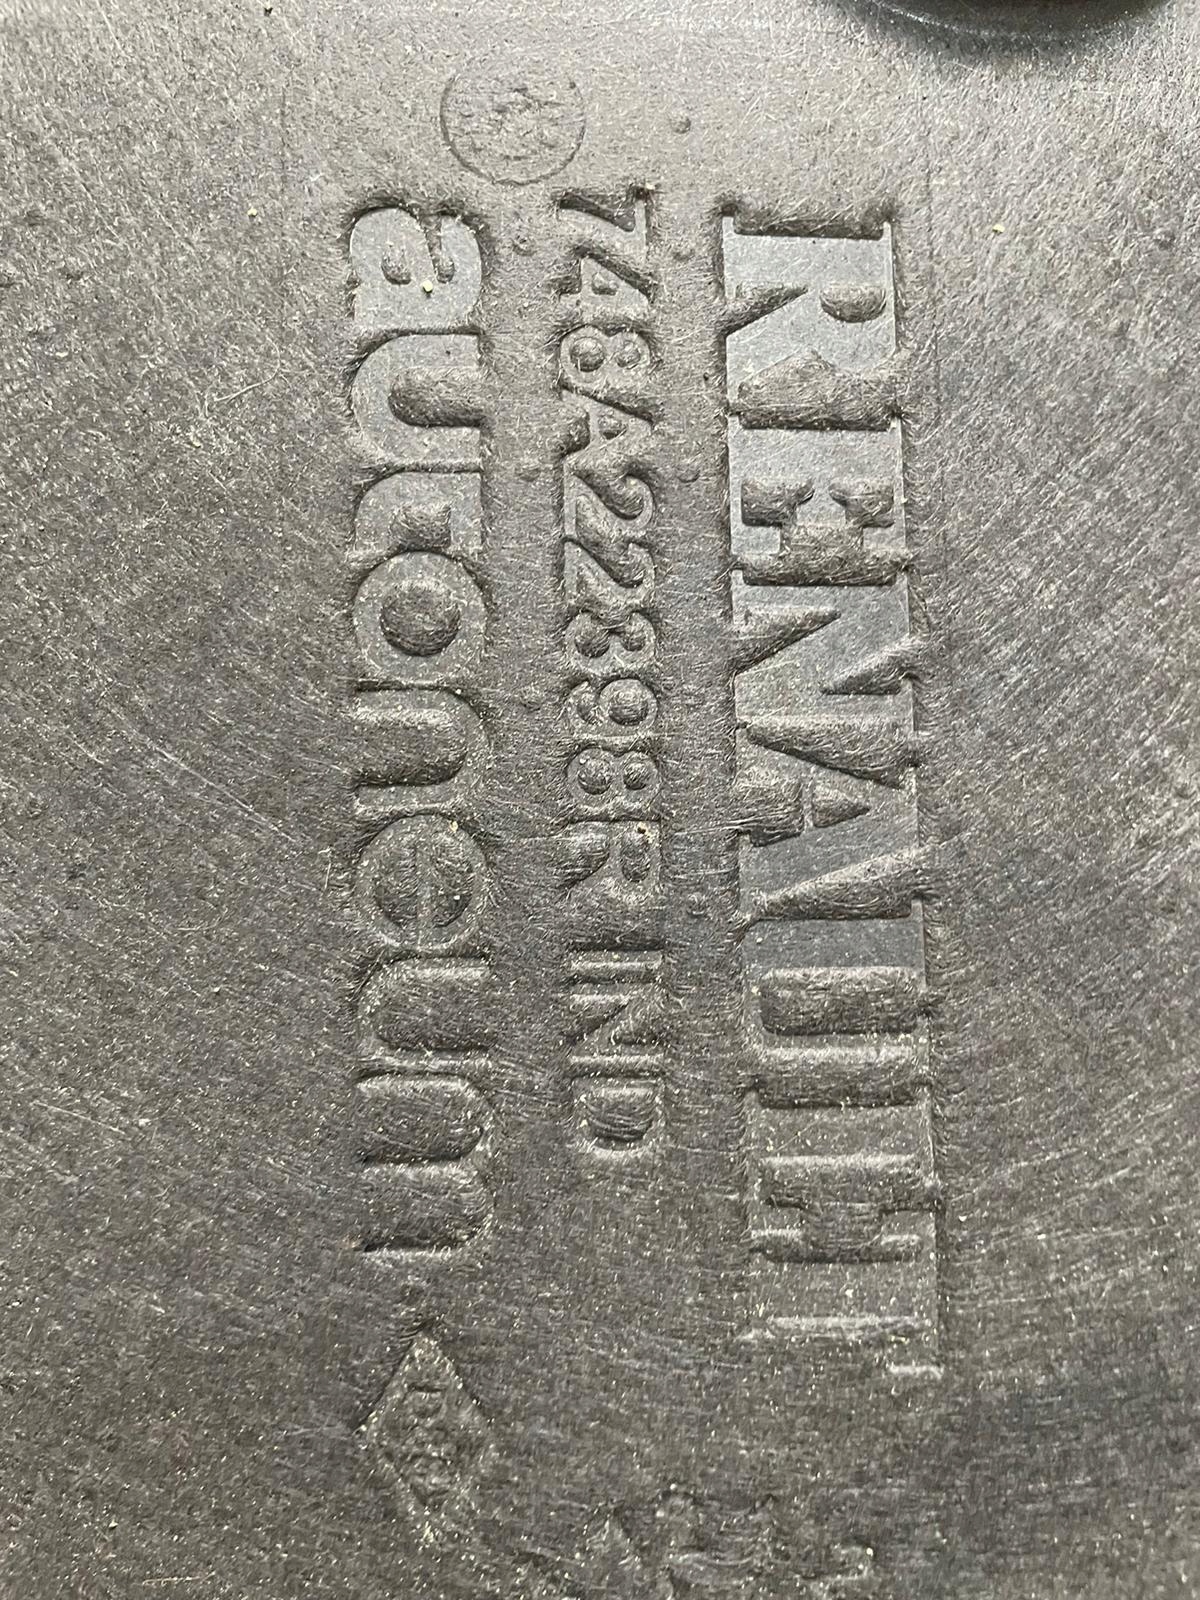 RENAULT
748A22398R IND
autoneum